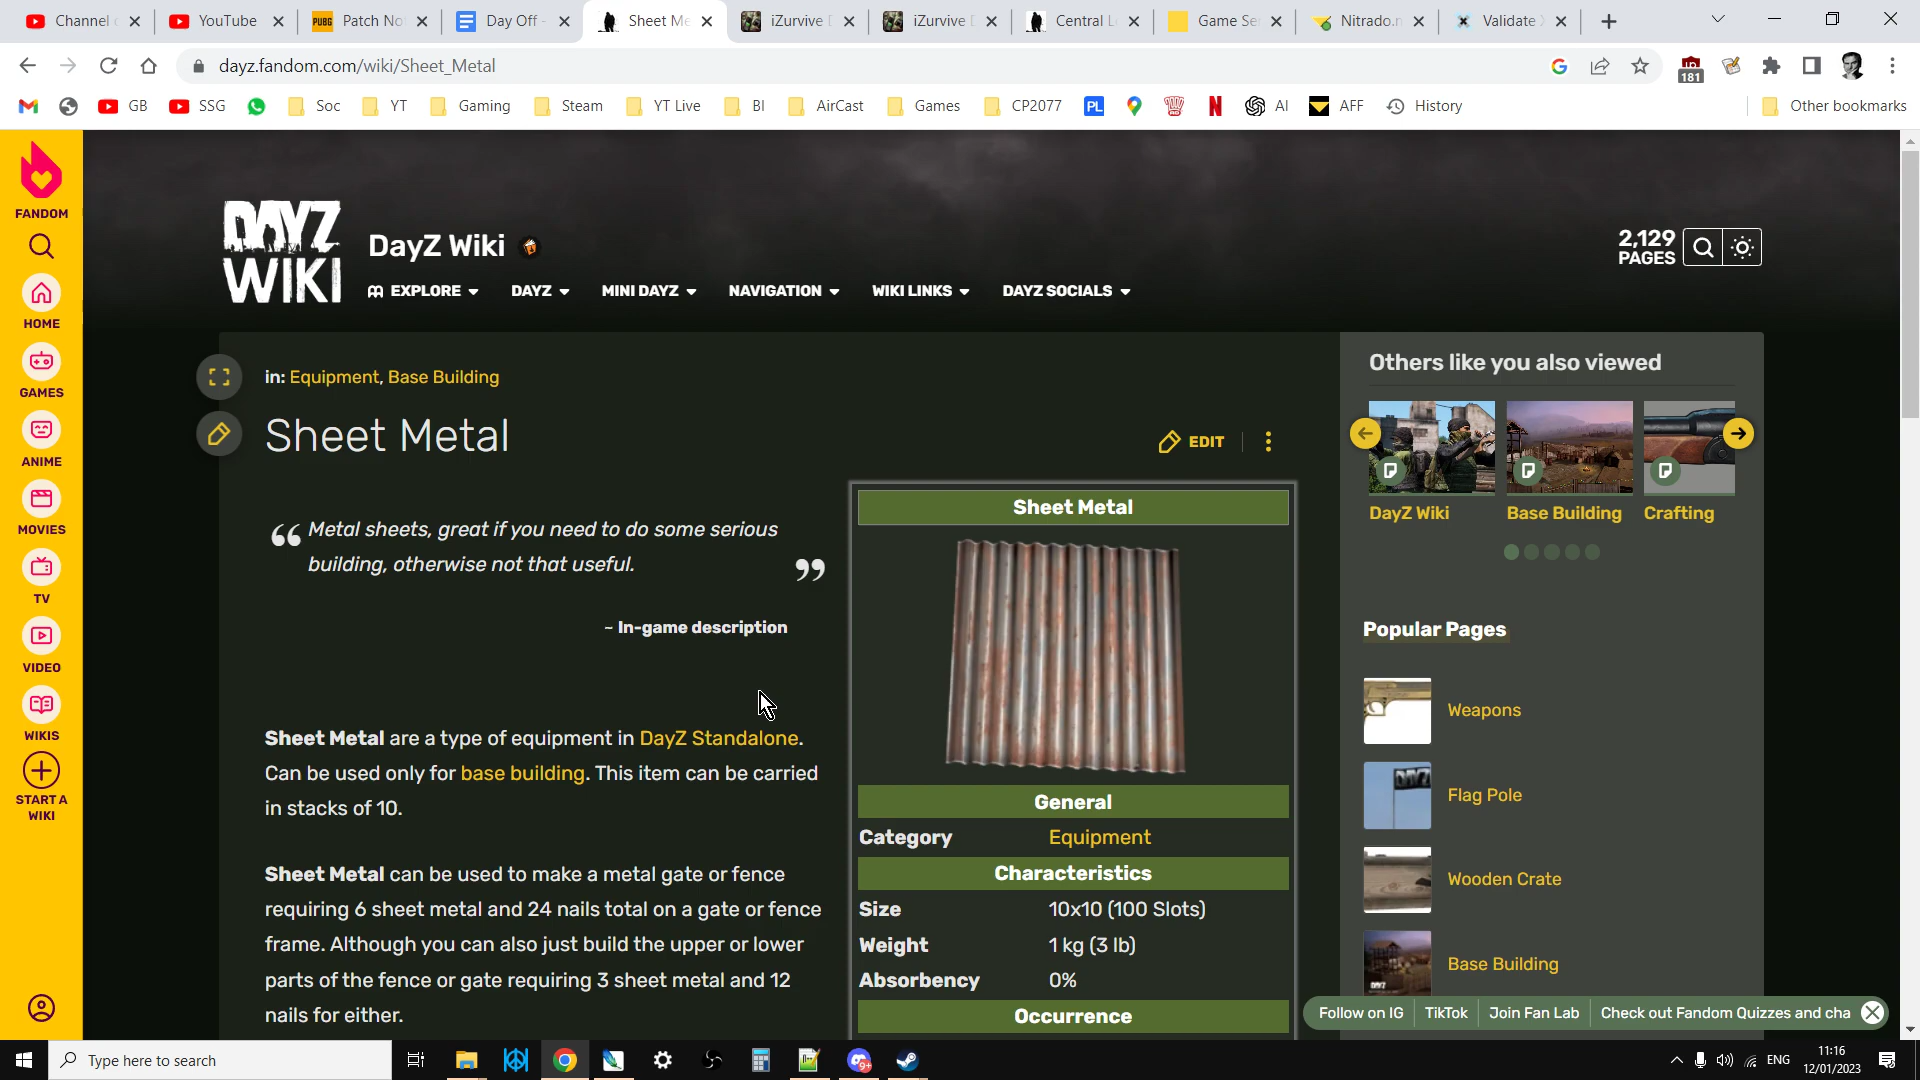 Channel c
YouTube
PUBG
Patch No
Day Off -
Sheet Me
iZurvive D
iZurvive D
Central L
Game Se
Nitrado.n
Validate X
dayz.fandom.com/wiki/Sheet_Metal
181
GB
SSG
Soc
YT
Gaming
Steam
YT Live
BI
AirCast
Games
CP2077
PL
N
AI
AFF
History
Other bookmarks
FANDOM
HOME
GAMES
ANIME
MOVIES
TV
VIDEO
WIKIS
START A
WIKI
DAYZ
WIKI
DayZ Wiki
2,129
PAGES
EXPLORE
DAYZ
MINI DAYZ
NAVIGATION
WIKI LINKS
DAYZ SOCIALS
in: Equipment, Base Building
Sheet Metal
EDIT
“ Metal sheets, great if you need to do some serious
building, otherwise not that useful. ”
~ In-game description
Sheet Metal are a type of equipment in DayZ Standalone.
Can be used only for base building. This item can be carried
in stacks of 10.
Sheet Metal can be used to make a metal gate or fence
requiring 6 sheet metal and 24 nails total on a gate or fence
frame. Although you can also just build the upper or lower
parts of the fence or gate requiring 3 sheet metal and 12
nails for either.
Sheet Metal
General
Category Equipment
Characteristics
Size 10x10 (100 Slots)
Weight 1 kg (3 lb)
Absorbency 0%
Occurrence
Others like you also viewed
DayZ Wiki
Base Building
Crafting
Popular Pages
Weapons
DAYZ
Flag Pole
Wooden Crate
Base Building
Follow on IG
TikTok
Join Fan Lab
Check out Fandom Quizzes and cha
Type here to search
9+
ENG
11:16
12/01/2023